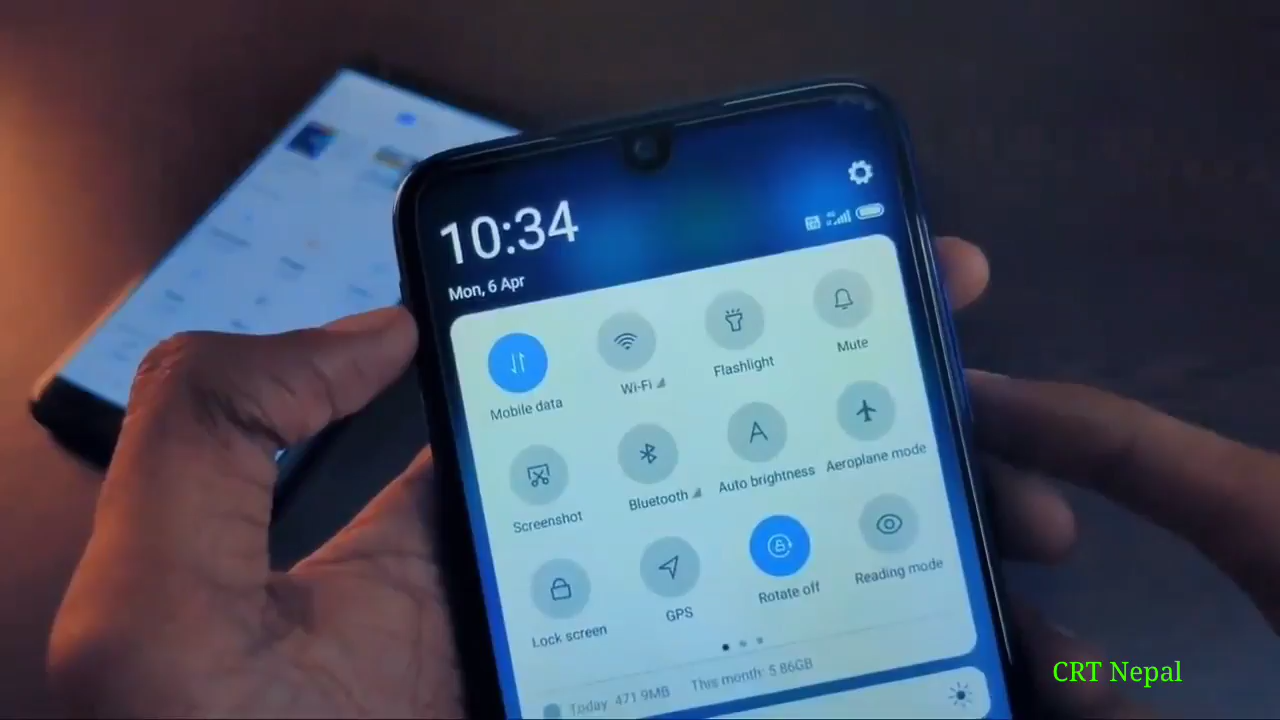 10:34
Mon, 6 Apr
Mobile data
Wi-Fi
Flashlight
Mute
Screenshot
Bluetooth
Auto brightness
Aeroplane mode
Lock screen
GPS
Rotate off
Reading mode
Today 471.9MB
This month: 5.86GB
CRT Nepal